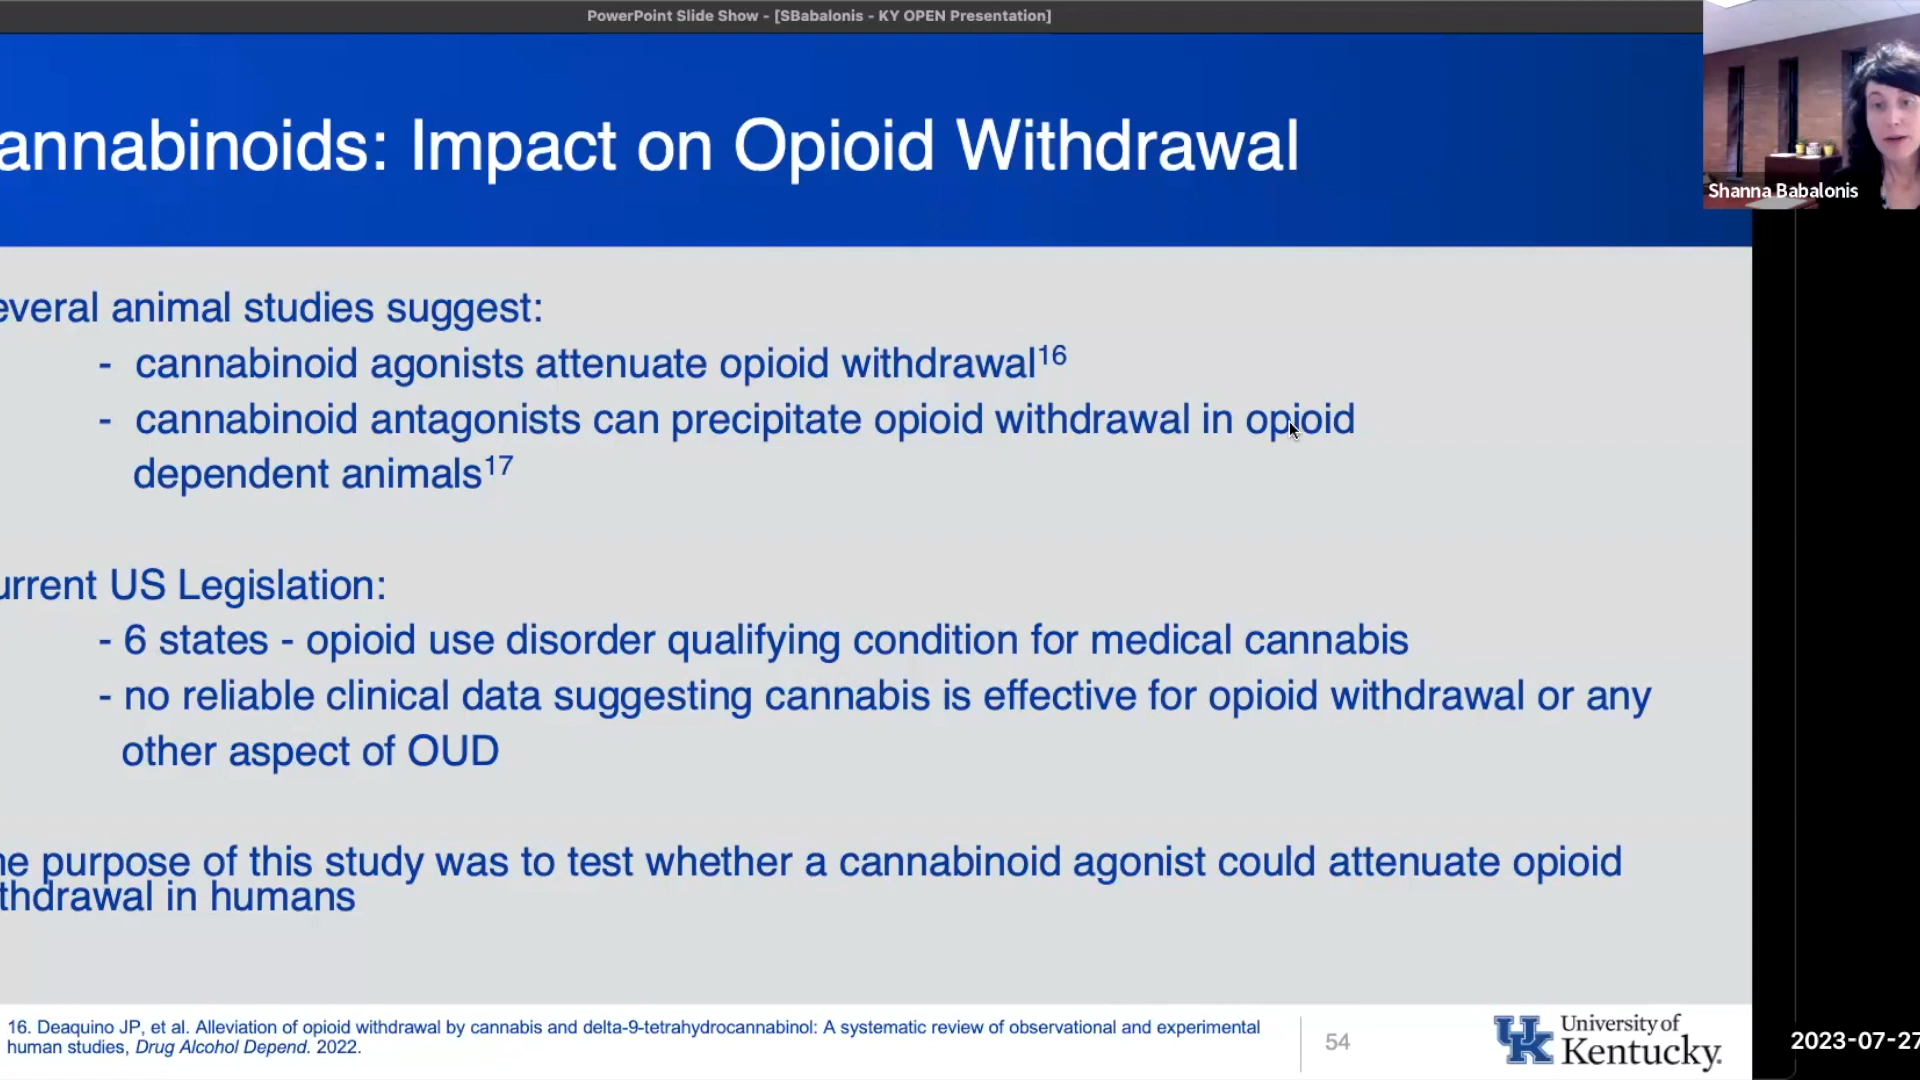 PowerPoint Slide Show - [SBabalonis - KY OPEN Presentation]
annabinoids: Impact on Opioid Withdrawal
Shanna Babalonis
everal animal studies suggest:
- cannabinoid agonists attenuate opioid withdrawal16
- cannabinoid antagonists can precipitate opioid withdrawal in opioid
dependent animals17
urrent US Legislation:
- 6 states - opioid use disorder qualifying condition for medical cannabis
- no reliable clinical data suggesting cannabis is effective for opioid withdrawal or any
other aspect of OUD
he purpose of this study was to test whether a cannabinoid agonist could attenuate opioid
thdrawal in humans
16. Deaquino JP, et al. Alleviation of opioid withdrawal by cannabis and delta-9-tetrahydrocannabinol: A systematic review of observational and experimental
human studies, Drug Alcohol Depend. 2022.
54
UK
University of
Kentucky.
2023-07-27